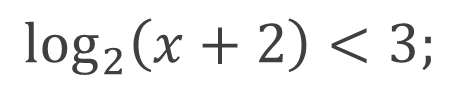 log₂(x + 2) < 3;